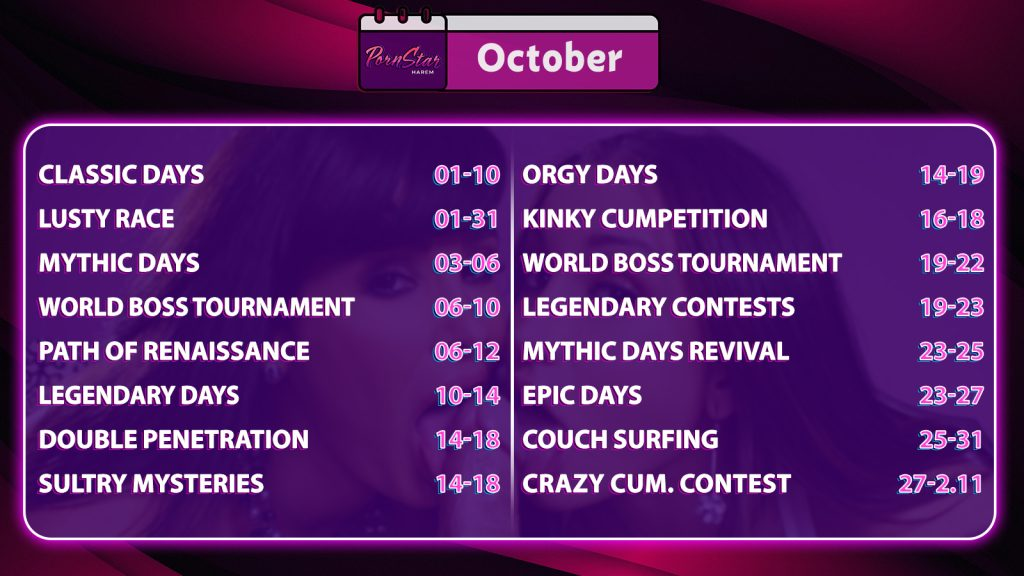 PornStar
HAREM
October
CLASSIC DAYS 01-10
LUSTY RACE 01-31
MYTHIC DAYS 03-06
WORLD BOSS TOURNAMENT 06-10
PATH OF RENAISSANCE 06-12
LEGENDARY DAYS 10-14
DOUBLE PENETRATION 14-18
SULTRY MYSTERIES 14-18
ORGY DAYS 14-19
KINKY CUMPETITION 16-18
WORLD BOSS TOURNAMENT 19-22
LEGENDARY CONTESTS 19-23
MYTHIC DAYS REVIVAL 23-25
EPIC DAYS 23-27
COUCH SURFING 25-31
CRAZY CUM. CONTEST 27-2.11